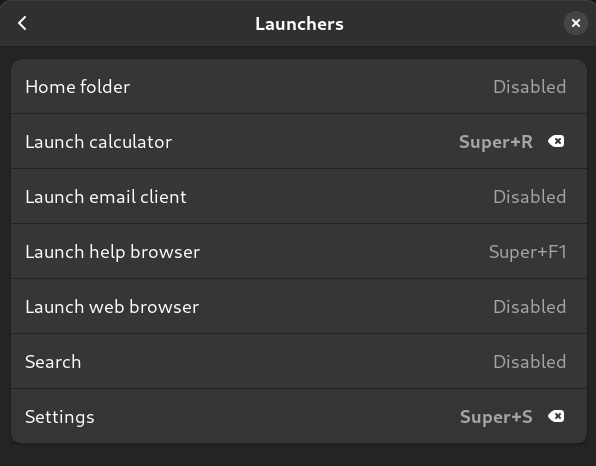 Launchers
Home folder Disabled
Launch calculator Super+R
Launch email client Disabled
Launch help browser Super+F1
Launch web browser Disabled
Search Disabled
Settings Super+S